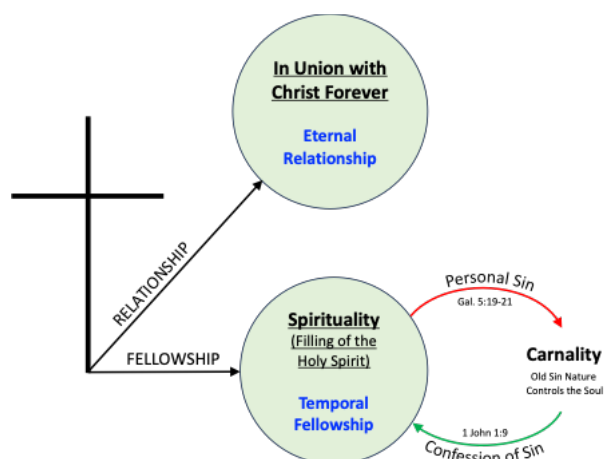 In Union with
Christ Forever
Eternal
Relationship
RELATIONSHIP
FELLOWSHIP
Spirituality
(Filling of the
Holy Spirit)
Temporal
Fellowship
Personal Sin
Gal. 5:19-21
Carnality
Old Sin Nature
Controls the Soul
1 John 1:9
Confession of Sin